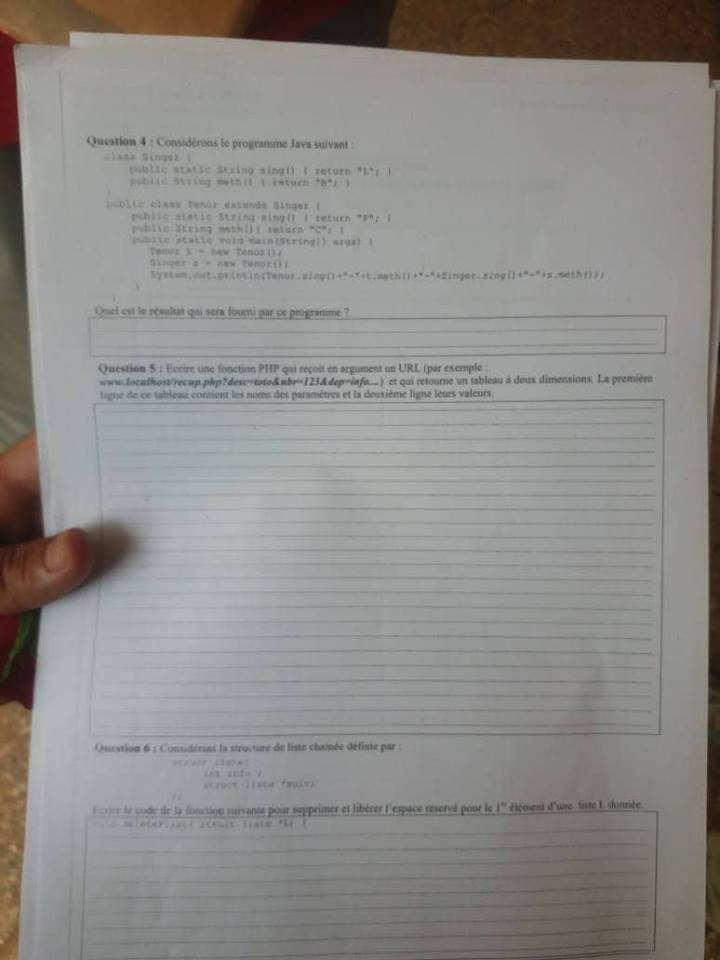 Question 4 : Considérons le programme Java suivant :
class Singer {
public static String sing() { return "L"; }
public String meth() { return "B"; }
}
public class Tenor extends Singer {
public static String sing() { return "F"; }
public String meth(){ return "C"; }
public static void main(String[] args) {
Tenor t = new Tenor();
Singer s = new Tenor();
System.out.println(Tenor.sing()+"-"+t.meth()+"-"+Singer.sing()+"-"+s.meth());
}
}
Quel est le résultat qui sera fourni par ce programme ?
Question 5 : Ecrire une fonction PHP qui reçoit en argument un URL (par exemple :
www.localhost/recup.php?desc=toto&nbr=123&dep=info....) et qui retourne un tableau à deux dimensions. La première
ligne de ce tableau contient les noms des paramètres et la deuxième ligne leurs valeurs.
Question 6 : Considérant la structure de liste chainée définie par :
struct liste{
int info ;
struct liste *suiv;
};
Ecrire le code de la fonction suivante pour supprimer et libérer l'espace réservé pour le 1er élément d'une liste L donnée.
struct liste *L) {